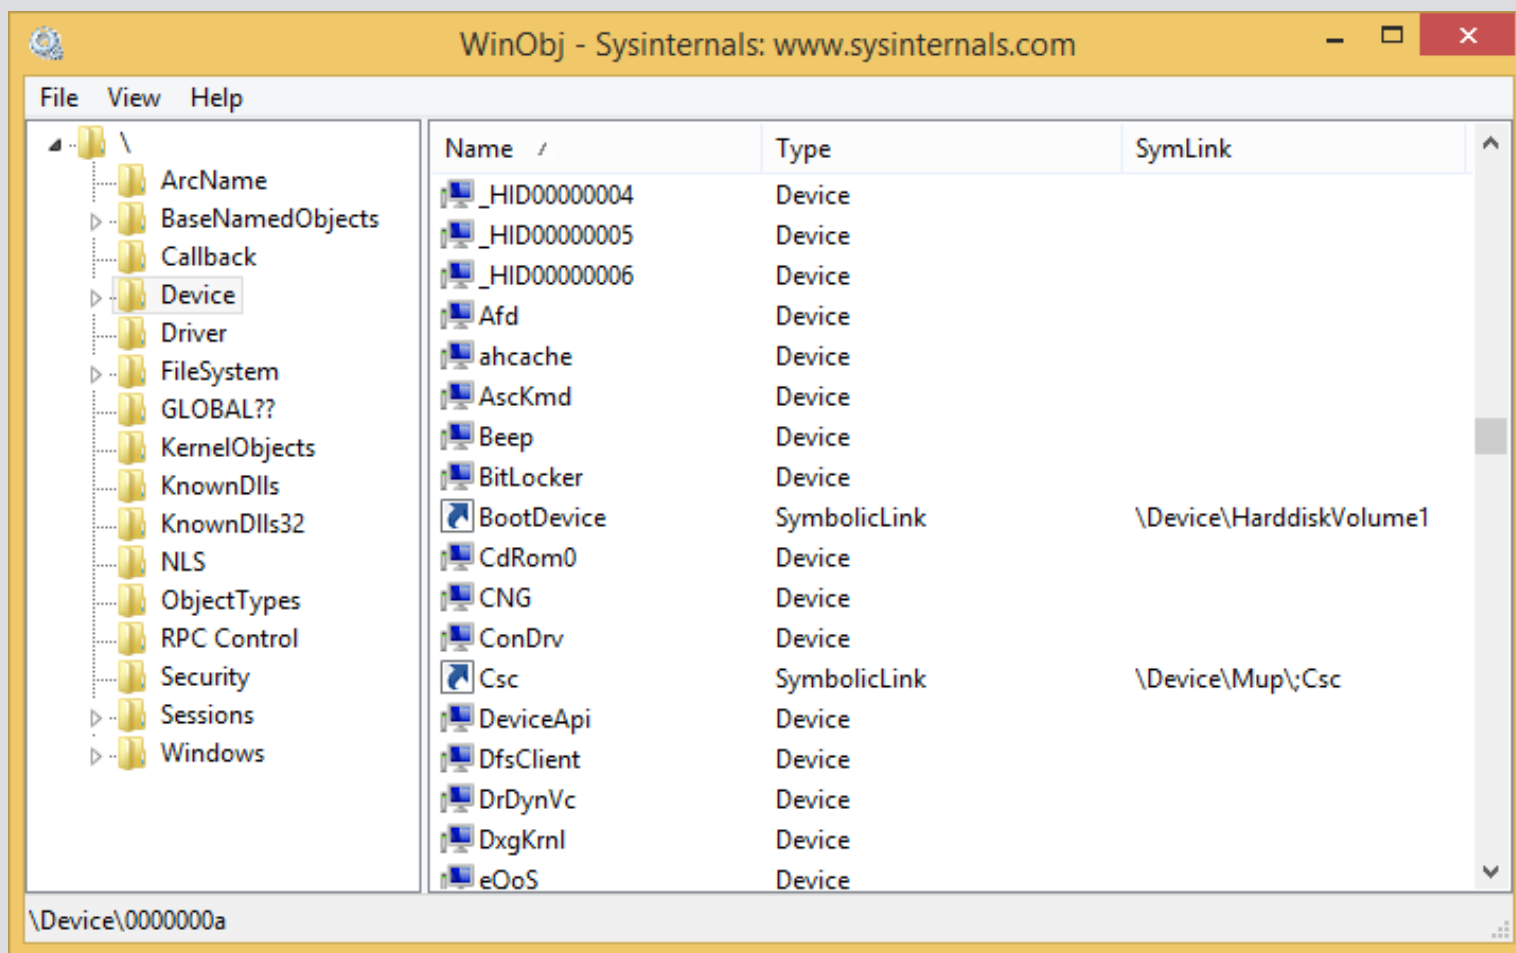 WinObj - Sysinternals: www.sysinternals.com
File View Help
\
ArcName
BaseNamedObjects
Callback
Device
Driver
FileSystem
GLOBAL??
KernelObjects
KnownDlls
KnownDlls32
NLS
ObjectTypes
RPC Control
Security
Sessions
Windows
Name Type SymLink
_HID00000004 Device
_HID00000005 Device
_HID00000006 Device
Afd Device
ahcache Device
AscKmd Device
Beep Device
BitLocker Device
BootDevice SymbolicLink \Device\HarddiskVolume1
CdRom0 Device
CNG Device
ConDrv Device
Csc SymbolicLink \Device\Mup\;Csc
DeviceApi Device
DfsClient Device
DrDynVc Device
DxgKrnl Device
eQoS Device
\Device\0000000a